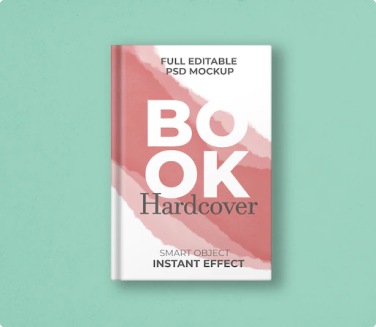 FULL EDITABLE
PSD MOCKUP
BO
OK
Hardcover
SMART OBJECT
INSTANT EFFECT